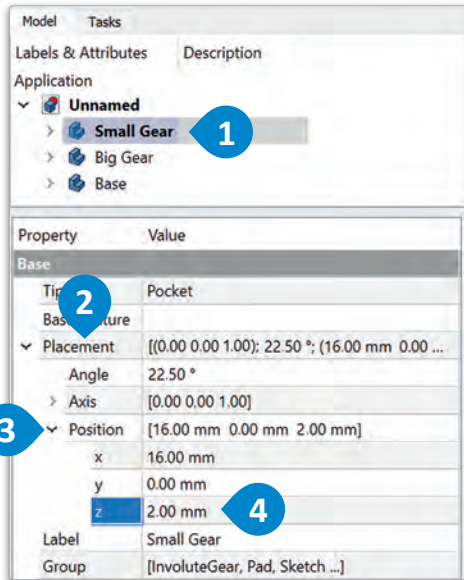 Model Tasks
Labels & Attributes Description
Application
Unnamed
Small Gear 1
Big Gear
Base
Property Value
Base
Tip Pocket
2
Placement [(0.00 0.00 1.00); 22.50 °; (16.00 mm 0.00 ...
Angle 22.50 °
Axis [0.00 0.00 1.00]
3 Position [16.00 mm 0.00 mm 2.00 mm]
x 16.00 mm
y 0.00 mm
z 2.00 mm 4
Label Small Gear
Group [InvoluteGear, Pad, Sketch ...]